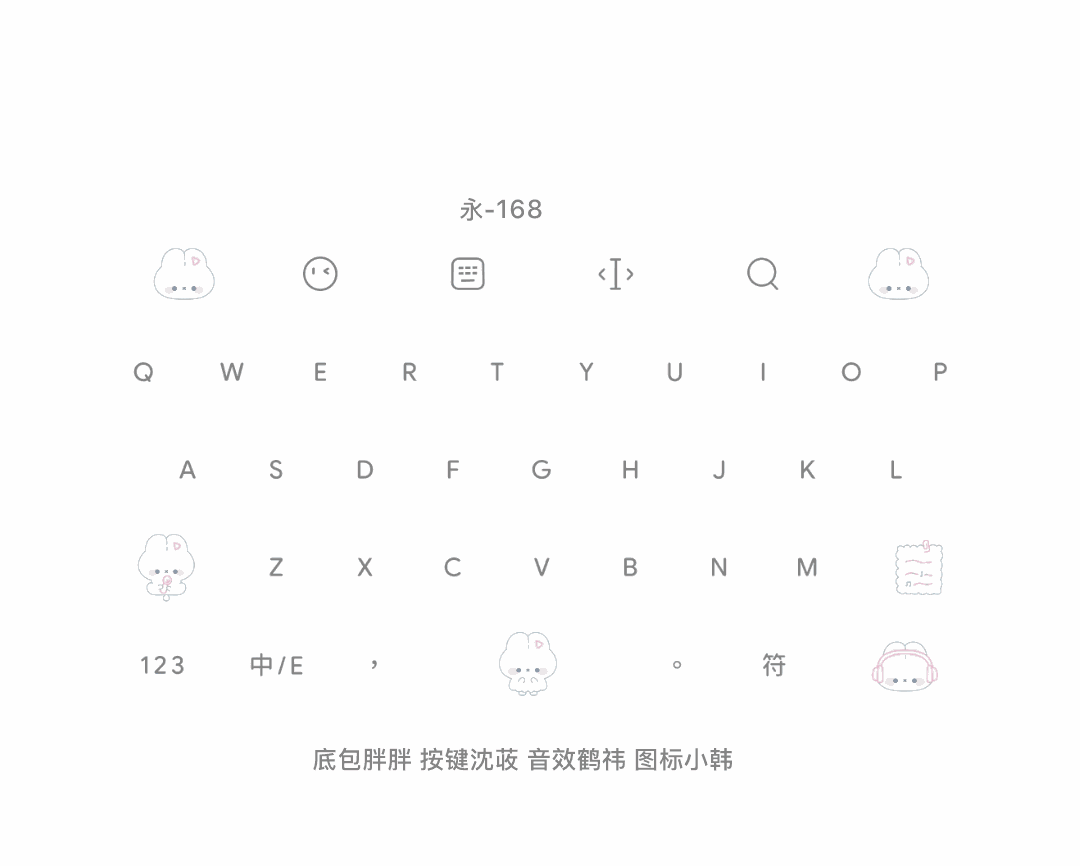 永-168
Q W E R T Y U I O P
A S D F G H J K L
Z X C V B N M
123 中/E ， 。 符
底包胖胖 按键沈莜 音效鹤祎 图标小韩